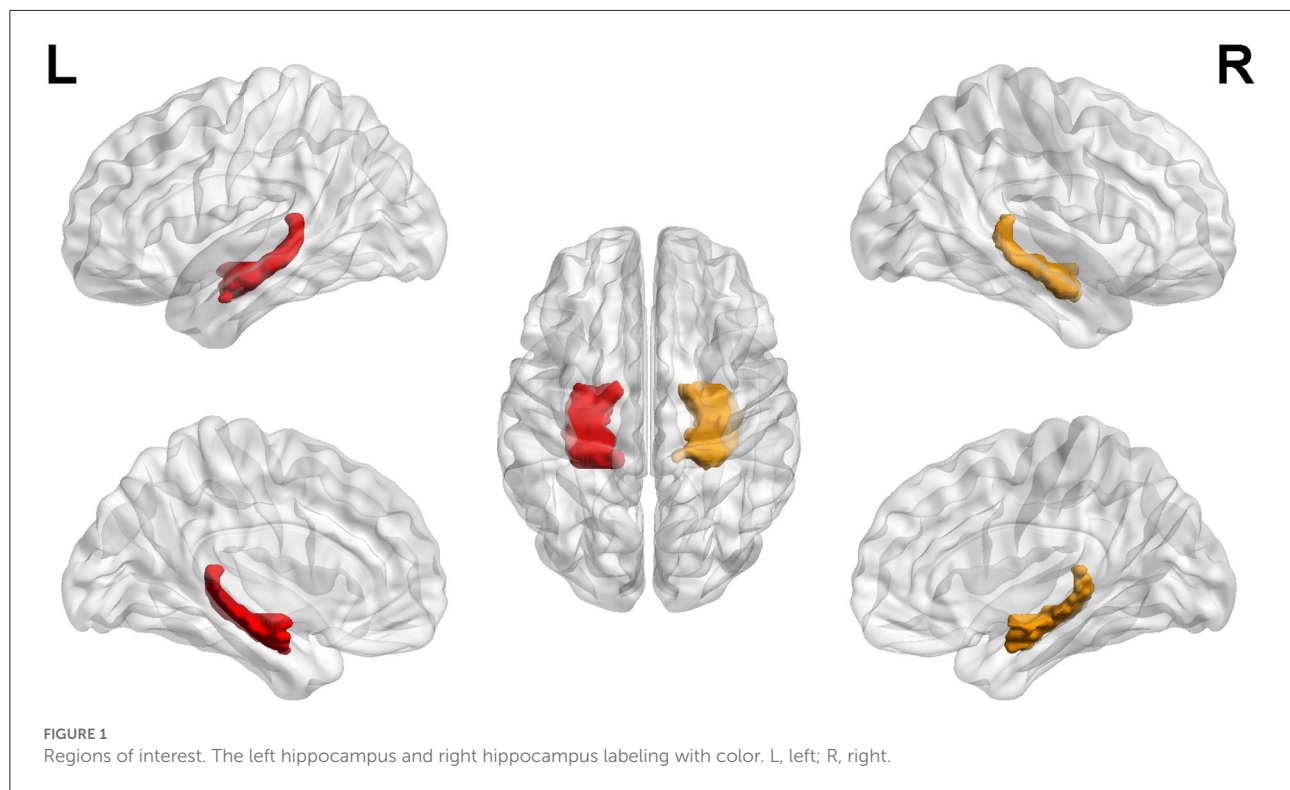 L
R
FIGURE 1
Regions of interest. The left hippocampus and right hippocampus labeling with color. L, left; R, right.